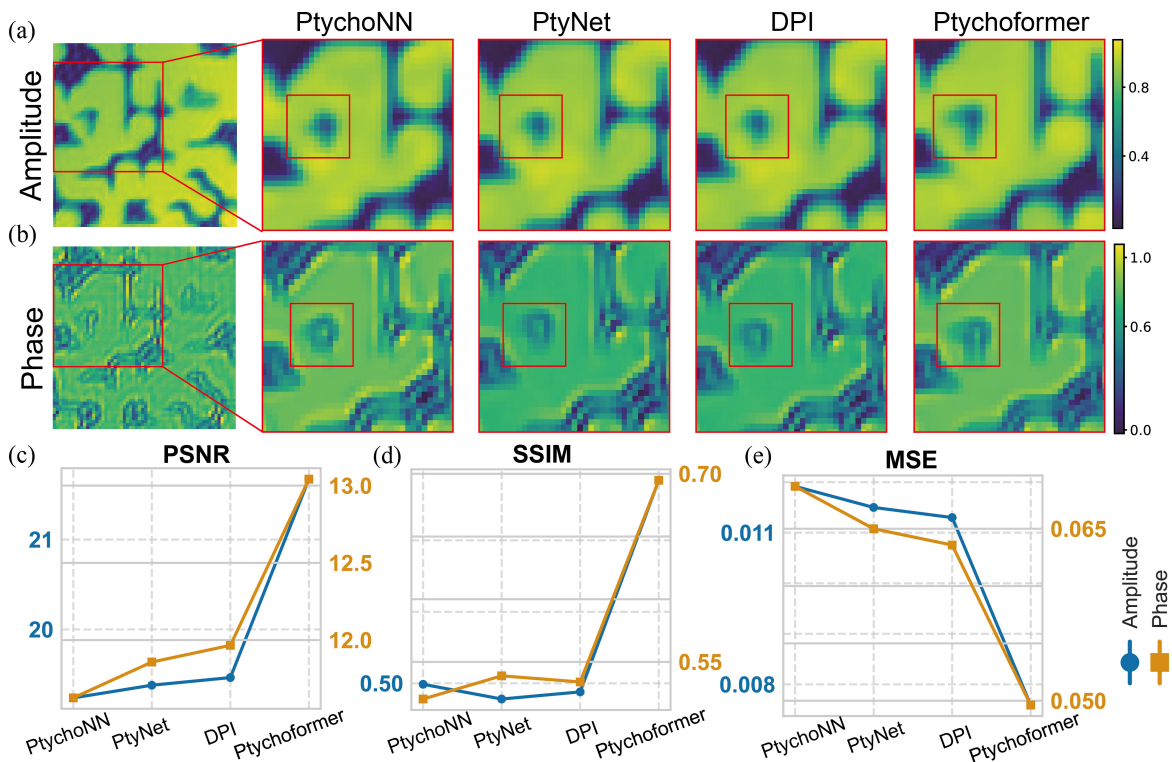 (a)
PtychoNN
PtyNet
DPI
Ptychoformer
Amplitude
0.8
0.4
(b)
Phase
1.0
0.6
0.0
(c)
PSNR
21
20
13.0
12.5
12.0
PtychoNN
PtyNet
DPI
Ptychoformer
(d)
SSIM
0.50
0.70
0.55
PtychoNN
PtyNet
DPI
Ptychoformer
(e)
MSE
0.011
0.008
0.065
0.050
PtychoNN
PtyNet
DPI
Ptychoformer
Amplitude
Phase